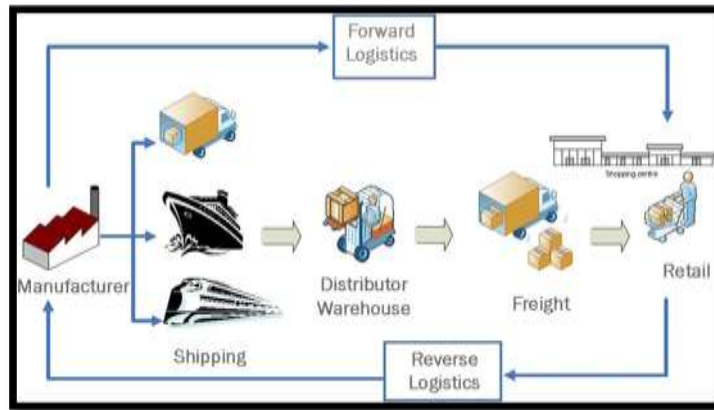 Forward
Logistics
Shopping centre
Manufacturer
Shipping
Distributor
Warehouse
Freight
Retail
Reverse
Logistics